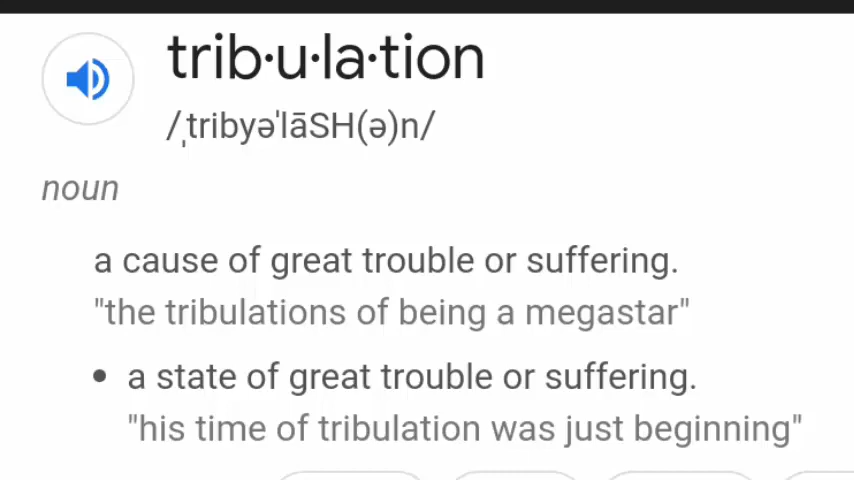 trib·u·la·tion
/ˌtribyəˈlāSH(ə)n/
noun
a cause of great trouble or suffering.
"the tribulations of being a megastar"
• a state of great trouble or suffering.
"his time of tribulation was just beginning"